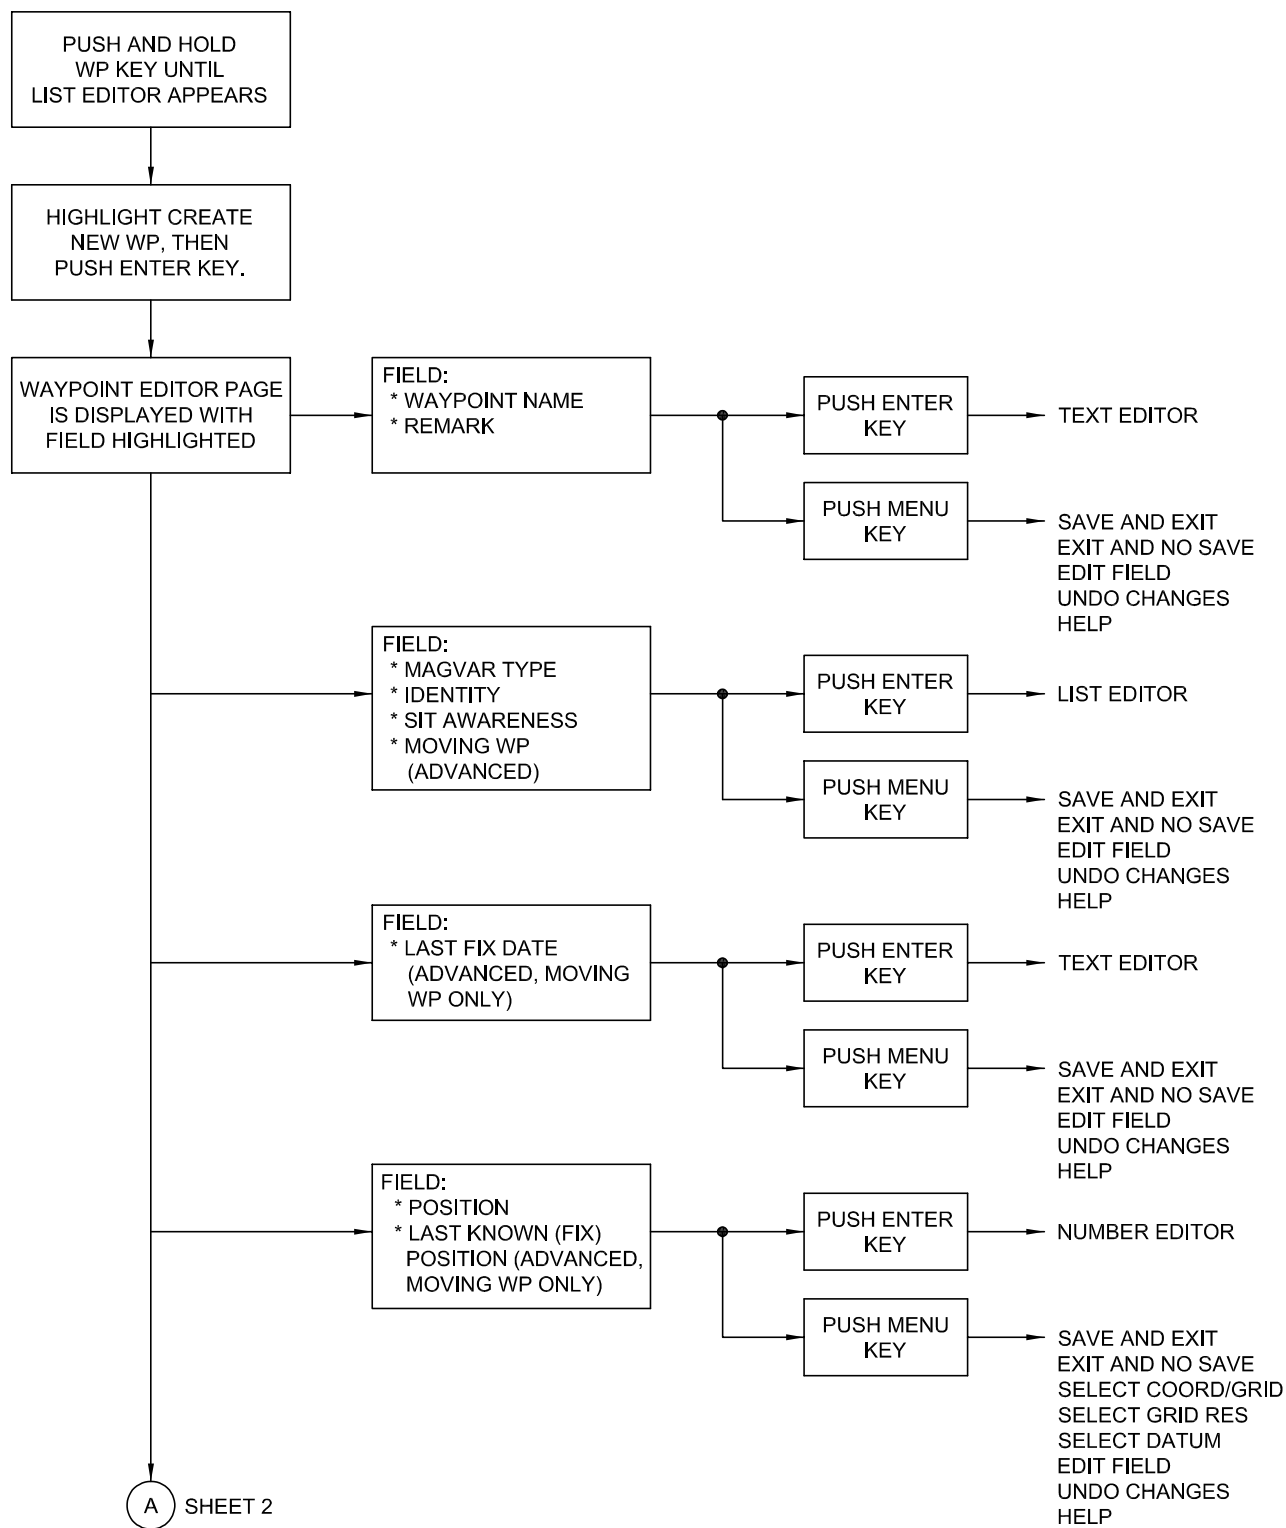 PUSH AND HOLD
WP KEY UNTIL
LIST EDITOR APPEARS
HIGHLIGHT CREATE
NEW WP, THEN
PUSH ENTER KEY.
WAYPOINT EDITOR PAGE
IS DISPLAYED WITH
FIELD HIGHLIGHTED
FIELD:
* WAYPOINT NAME
* REMARK
PUSH ENTER
KEY
TEXT EDITOR
PUSH MENU
KEY
SAVE AND EXIT
EXIT AND NO SAVE
EDIT FIELD
UNDO CHANGES
HELP
FIELD:
* MAGVAR TYPE
* IDENTITY
* SIT AWARENESS
* MOVING WP
(ADVANCED)
PUSH ENTER
KEY
LIST EDITOR
PUSH MENU
KEY
SAVE AND EXIT
EXIT AND NO SAVE
EDIT FIELD
UNDO CHANGES
HELP
FIELD:
* LAST FIX DATE
(ADVANCED, MOVING
WP ONLY)
PUSH ENTER
KEY
TEXT EDITOR
PUSH MENU
KEY
SAVE AND EXIT
EXIT AND NO SAVE
EDIT FIELD
UNDO CHANGES
HELP
FIELD:
* POSITION
* LAST KNOWN (FIX)
POSITION (ADVANCED,
MOVING WP ONLY)
PUSH ENTER
KEY
NUMBER EDITOR
PUSH MENU
KEY
SAVE AND EXIT
EXIT AND NO SAVE
SELECT COORD/GRID
SELECT GRID RES
SELECT DATUM
EDIT FIELD
UNDO CHANGES
HELP
A SHEET 2